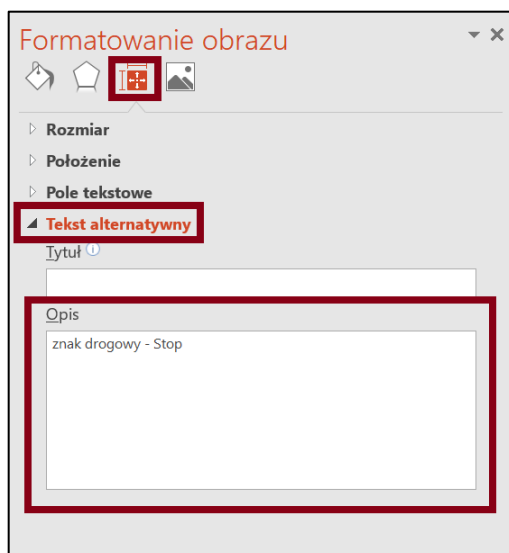 Formatowanie obrazu
Rozmiar
Położenie
Pole tekstowe
Tekst alternatywny
Tytuł
Opis
znak drogowy - Stop